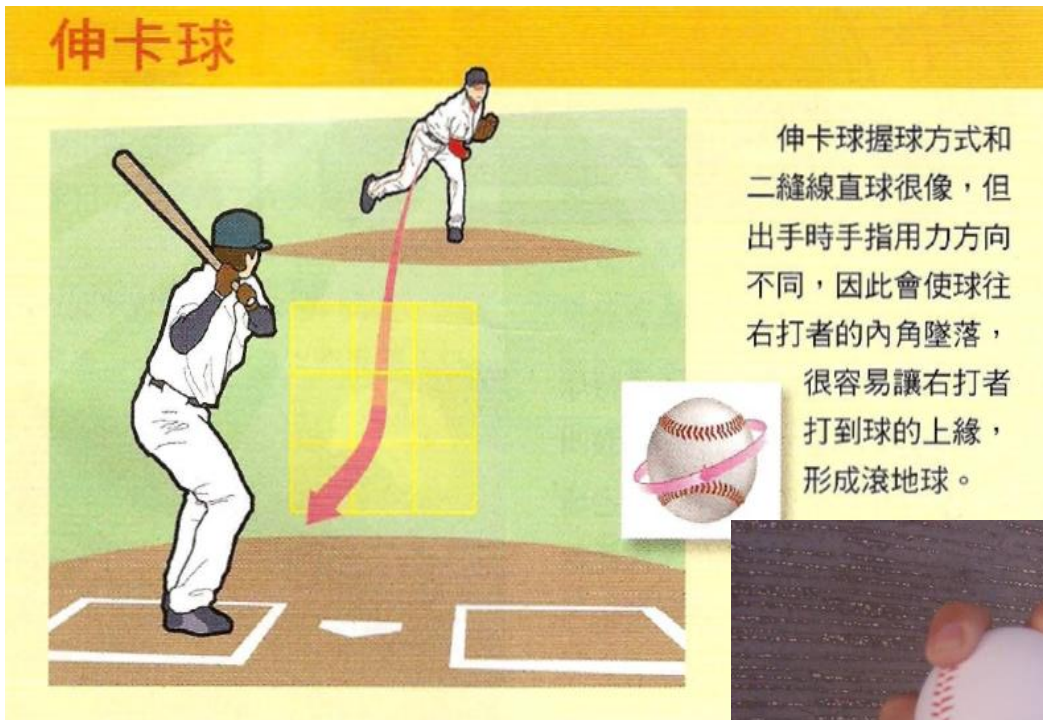 伸卡球
伸卡球握球方式和
二縫線直球很像，但
出手時手指用力方向
不同，因此會使球往
右打者的內角墜落，
很容易讓右打者
打到球的上緣，
形成滾地球。